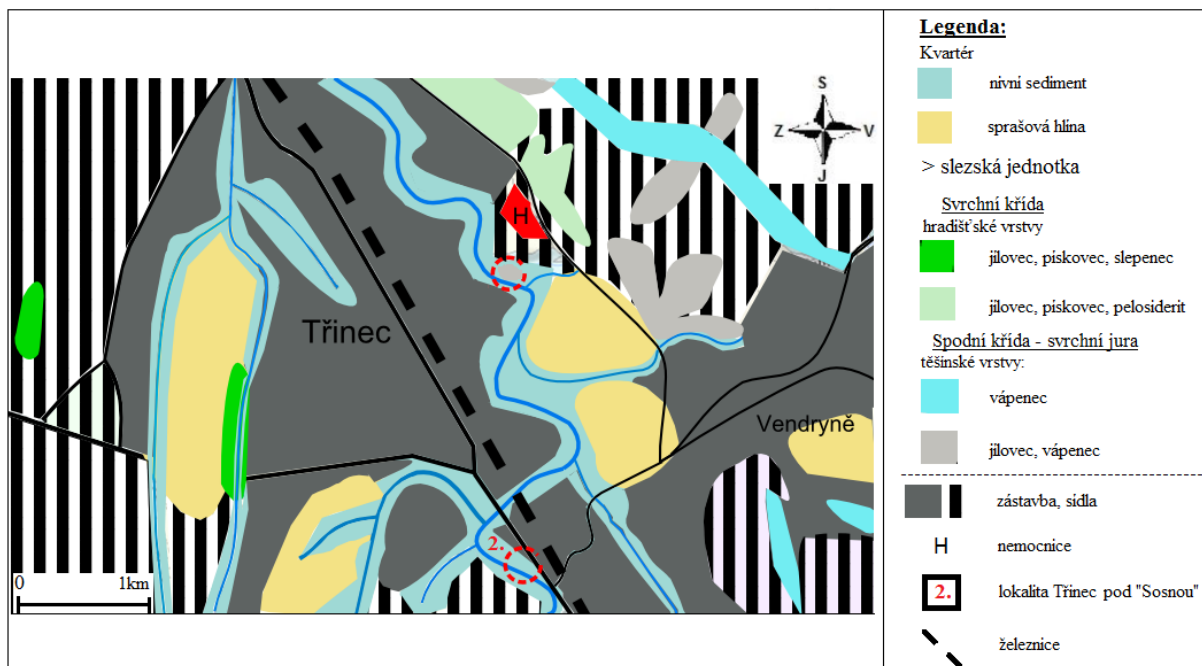 S
Z
V
J
H
Třinec
Vendryně
2.
0
1km
Legenda:
Kvartér
nivní sediment
sprašová hlína
> slezská jednotka
Svrchní křída
hradišťské vrstvy
jílovec, pískovec, slepenec
jílovec, pískovec, pelosiderit
Spodní křída - svrchní jura
těšínské vrstvy:
vápenec
jílovec, vápenec
zástavba, sídla
H
nemocnice
2.
lokalita Třinec pod "Sosnou"
železnice